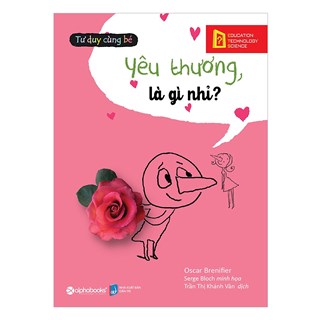 Tư duy cùng bé
EDUCATION
TECHNOLOGY
SCIENCE
Yêu thương,
là gì nhỉ?
Oscar Brenifier
Serge Bloch minh họa
Trần Thị Khánh Vân dịch
alphabooks